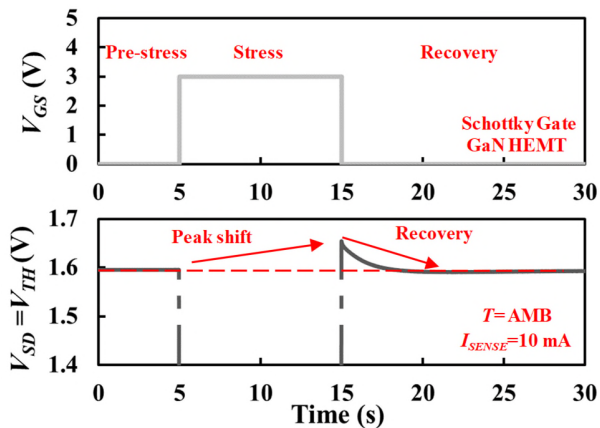 5
4
3
2
1
0
V_GS (V)
Pre-stress
Stress
Recovery
Schottky Gate
GaN HEMT
0 5 10 15 20 25 30
1.7
1.6
1.5
1.4
V_SD =V_TH (V)
Peak shift
Recovery
T= AMB
I_SENSE=10 mA
0 5 10 15 20 25 30
Time (s)